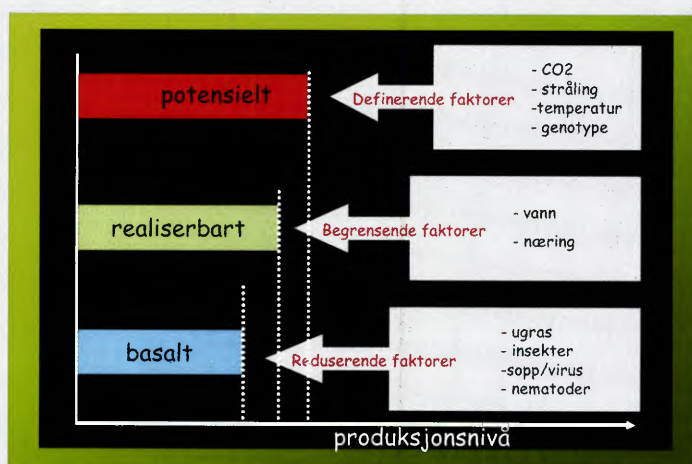 potensielt
Definerende faktorer
- CO2
- stråling
-temperatur
- genotype
realiserbart
Begrensende faktorer
- vann
- næring
basalt
Reduserende faktorer
- ugras
- insekter
-sopp/virus
- nematoder
produksjonsnivå